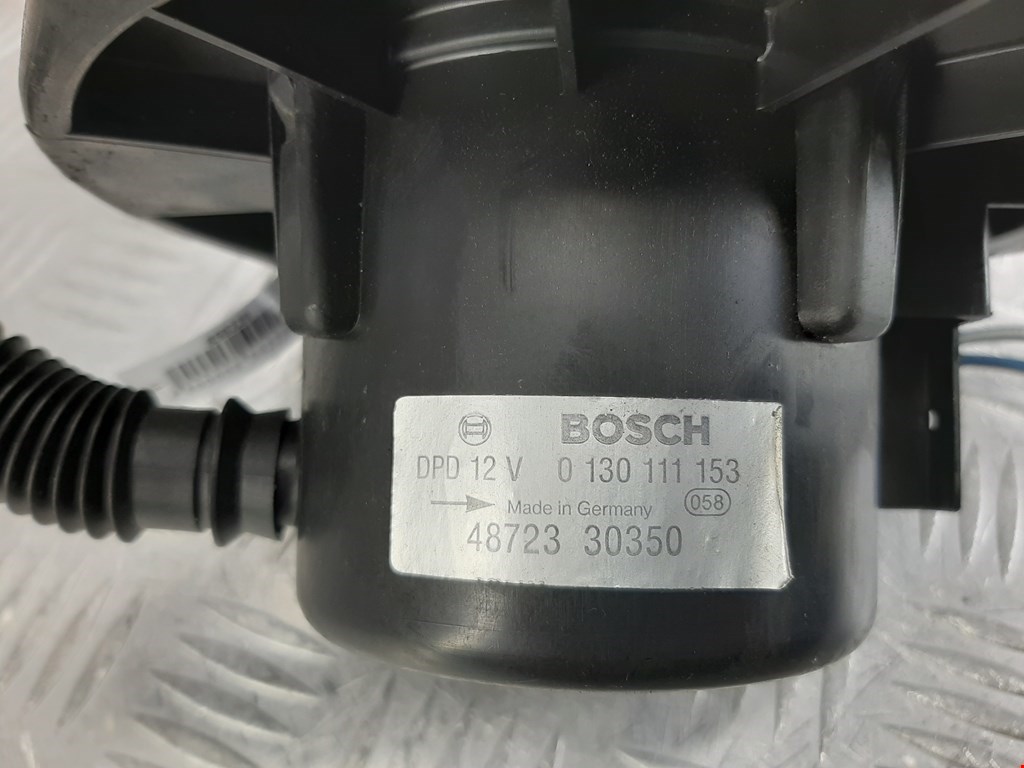 BOSCH
DPD 12 V 0 130 111 153
Made in Germany 058
48723 30350